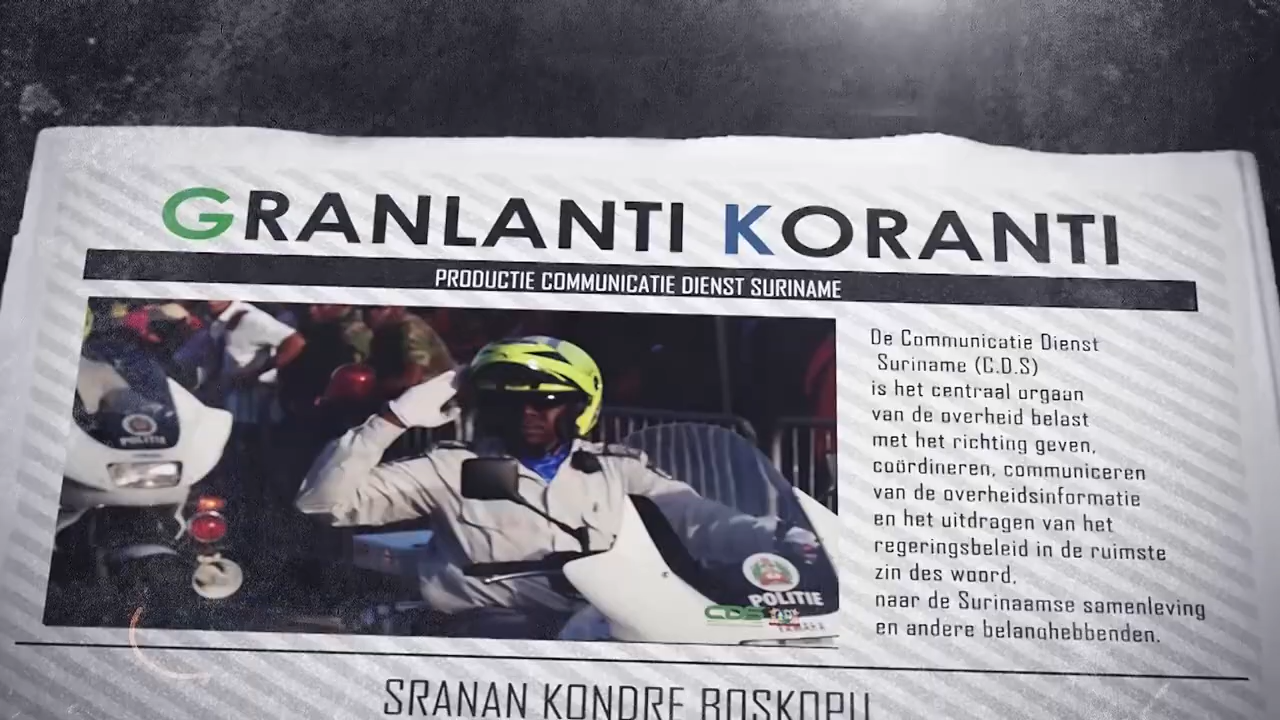 GRANLANTI KORANTI
PRODUCTIE COMMUNICATIE DIENST SURINAME
De Communicatie Dienst
Suriname (C.D.S)
is het centraal orgaan
van de overheid belast
met het richting geven,
coördineren, communiceren
van de overheidsinformatie
en het uitdragen van het
regeringsbeleid in de ruimste
zin des woord,
naar de Surinaamse samenleving
en andere belanghebbenden.
POLITIE
POLITIE
CDS
SRANAN KONDRE BOSKOPU